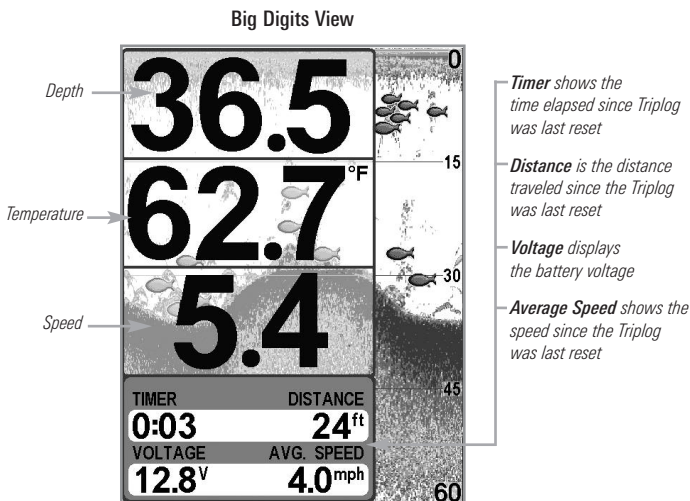 Big Digits View
Depth
36.5
0
15
Temperature
62.7°F
30
Speed
5.4
45
TIMER DISTANCE
0:03 24ft
VOLTAGE AVG. SPEED
12.8V 4.0mph
60
Timer shows the
time elapsed since Triplog
was last reset
Distance is the distance
traveled since the Triplog
was last reset
Voltage displays
the battery voltage
Average Speed shows the
speed since the Triplog
was last reset